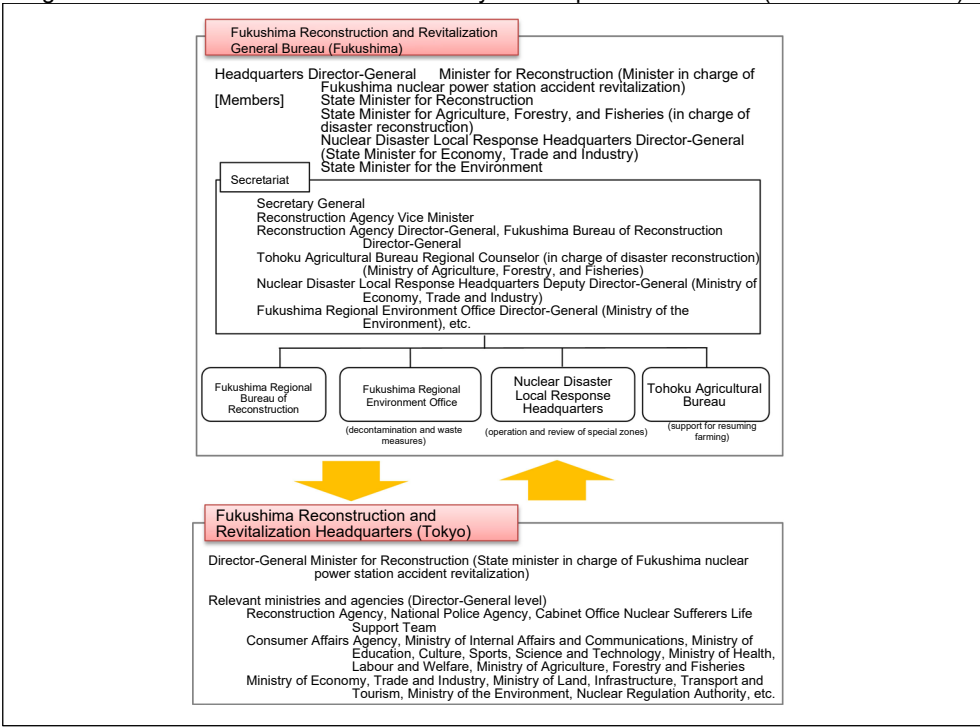 Fukushima Reconstruction and Revitalization
General Bureau (Fukushima)
Headquarters Director-General Minister for Reconstruction (Minister in charge of
Fukushima nuclear power station accident revitalization)
[Members] State Minister for Reconstruction
State Minister for Agriculture, Forestry, and Fisheries (in charge of
disaster reconstruction)
Nuclear Disaster Local Response Headquarters Director-General
(State Minister for Economy, Trade and Industry)
State Minister for the Environment
Secretariat
Secretary General
Reconstruction Agency Vice Minister
Reconstruction Agency Director-General, Fukushima Bureau of Reconstruction
Director-General
Tohoku Agricultural Bureau Regional Counselor (in charge of disaster reconstruction)
(Ministry of Agriculture, Forestry, and Fisheries)
Nuclear Disaster Local Response Headquarters Deputy Director-General (Ministry of
Economy, Trade and Industry)
Fukushima Regional Environment Office Director-General (Ministry of the
Environment), etc.
Fukushima Regional
Bureau of
Reconstruction
Fukushima Regional
Environment Office
(decontamination and waste
measures)
Nuclear Disaster
Local Response
Headquarters
(operation and review of special zones)
Tohoku Agricultural
Bureau
(support for resuming
farming)
Fukushima Reconstruction and
Revitalization Headquarters (Tokyo)
Director-General Minister for Reconstruction (State minister in charge of Fukushima nuclear
power station accident revitalization)
Relevant ministries and agencies (Director-General level)
Reconstruction Agency, National Police Agency, Cabinet Office Nuclear Sufferers Life
Support Team
Consumer Affairs Agency, Ministry of Internal Affairs and Communications, Ministry of
Education, Culture, Sports, Science and Technology, Ministry of Health,
Labour and Welfare, Ministry of Agriculture, Forestry and Fisheries
Ministry of Economy, Trade and Industry, Ministry of Land, Infrastructure, Transport and
Tourism, Ministry of the Environment, Nuclear Regulation Authority, etc.